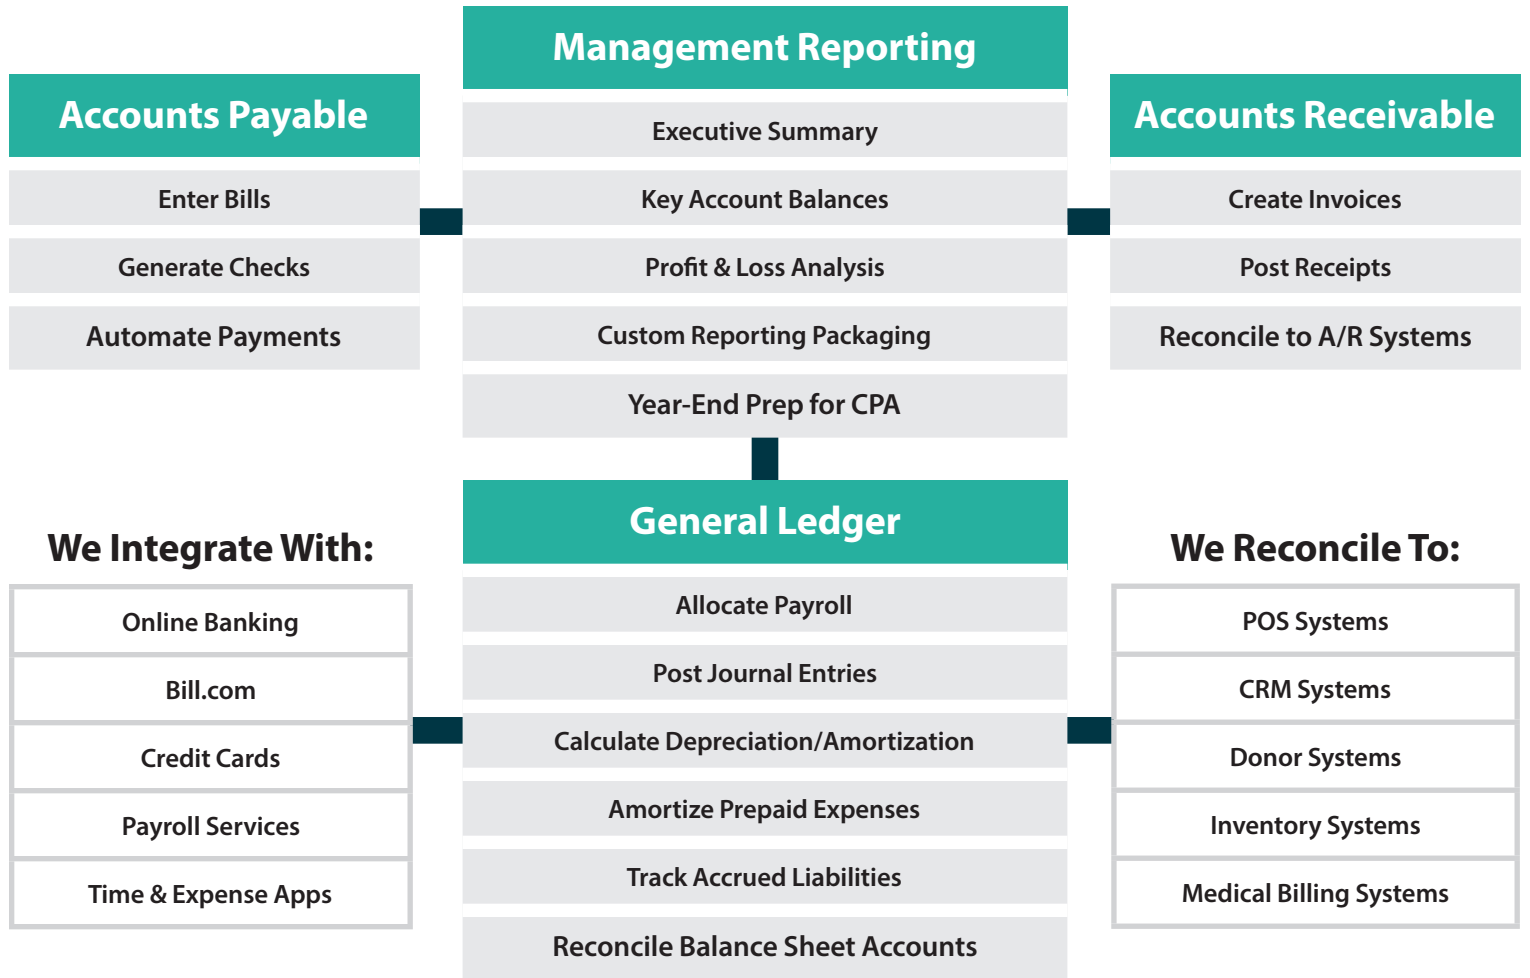 Management Reporting
Executive Summary
Key Account Balances
Profit & Loss Analysis
Custom Reporting Packaging
Year-End Prep for CPA
Accounts Payable
Enter Bills
Generate Checks
Automate Payments
Accounts Receivable
Create Invoices
Post Receipts
Reconcile to A/R Systems
General Ledger
Allocate Payroll
Post Journal Entries
Calculate Depreciation/Amortization
Amortize Prepaid Expenses
Track Accrued Liabilities
Reconcile Balance Sheet Accounts
We Integrate With:
Online Banking
Bill.com
Credit Cards
Payroll Services
Time & Expense Apps
We Reconcile To:
POS Systems
CRM Systems
Donor Systems
Inventory Systems
Medical Billing Systems